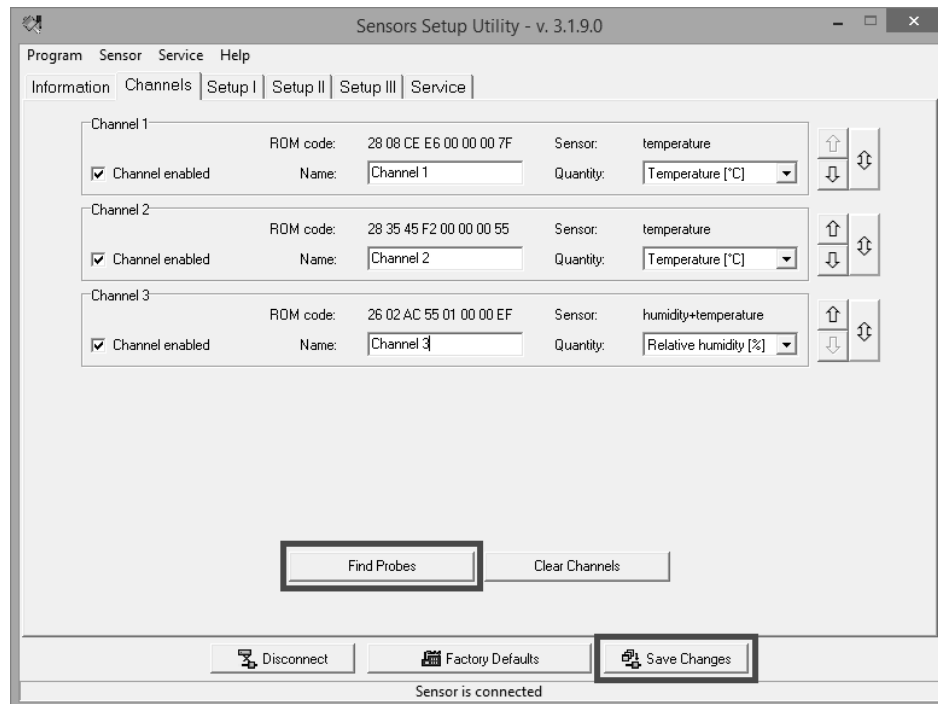 Sensors Setup Utility - v. 3.1.9.0
Program Sensor Service Help
Information Channels Setup I Setup II Setup III Service
Channel 1
ROM code: 28 08 CE E6 00 00 00 7F Sensor: temperature
Channel enabled Name: Channel 1 Quantity: Temperature [°C]
Channel 2
ROM code: 28 35 45 F2 00 00 00 55 Sensor: temperature
Channel enabled Name: Channel 2 Quantity: Temperature [°C]
Channel 3
ROM code: 26 02 AC 55 01 00 00 EF Sensor: humidity+temperature
Channel enabled Name: Channel 3 Quantity: Relative humidity [%]
Find Probes Clear Channels
Disconnect Factory Defaults Save Changes
Sensor is connected